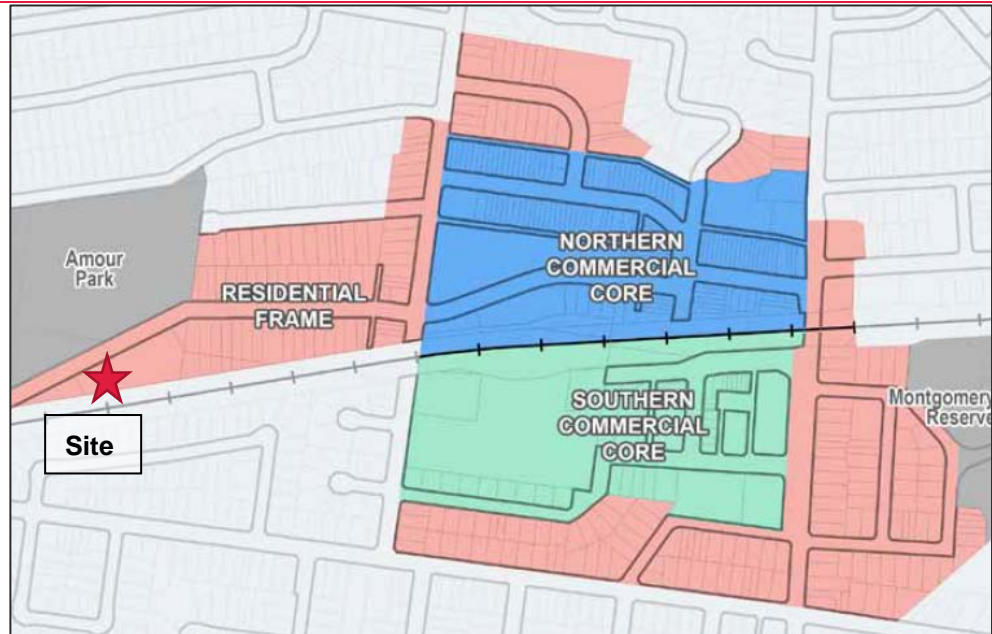 NORTHERN
COMMERCIAL
CORE
Amour
Park
RESIDENTIAL
FRAME
SOUTHERN
COMMERCIAL
CORE
Montgomery
Reserve
Site